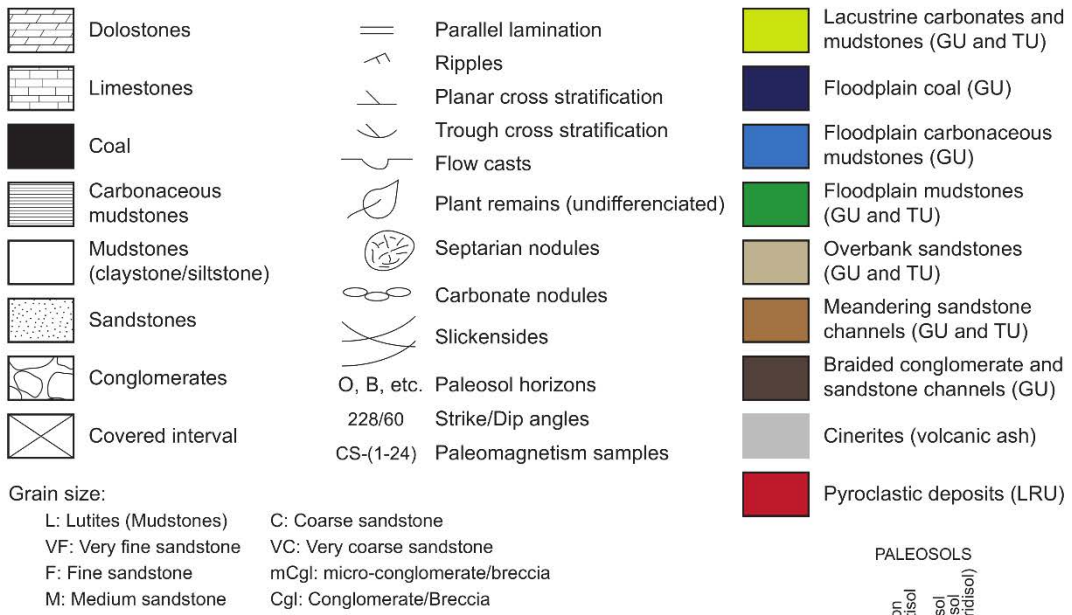 Dolostones
Limestones
Coal
Carbonaceous
mudstones
Mudstones
(claystone/siltstone)
Sandstones
Conglomerates
Covered interval
Parallel lamination
Ripples
Planar cross stratification
Trough cross stratification
Flow casts
Plant remains (undifferenciated)
Septarian nodules
Carbonate nodules
Slickensides
O, B, etc. Paleosol horizons
228/60 Strike/Dip angles
CS-(1-24) Paleomagnetism samples
Lacustrine carbonates and
mudstones (GU and TU)
Floodplain coal (GU)
Floodplain carbonaceous
mudstones (GU)
Floodplain mudstones
(GU and TU)
Overbank sandstones
(GU and TU)
Meandering sandstone
channels (GU and TU)
Braided conglomerate and
sandstone channels (GU)
Cinerites (volcanic ash)
Pyroclastic deposits (LRU)
Grain size:
L: Lutites (Mudstones) C: Coarse sandstone
VF: Very fine sandstone VC: Very coarse sandstone
F: Fine sandstone mCgl: micro-conglomerate/breccia
M: Medium sandstone Cgl: Conglomerate/Breccia
PALEOSOLS